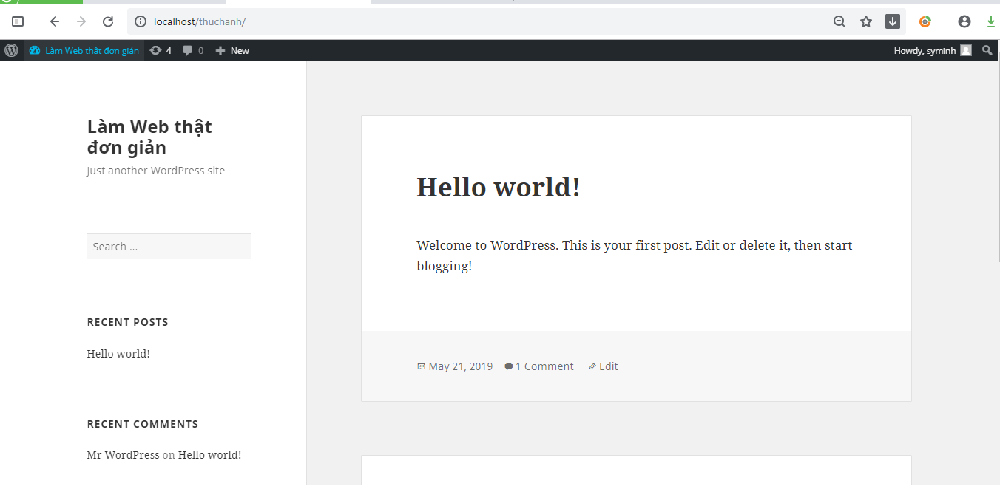 localhost/thuchanh/
Làm Web thật đơn giản 4 0 New Howdy, syminh
Làm Web thật
đơn giản
Just another WordPress site
Search ...
RECENT POSTS
Hello world!
RECENT COMMENTS
Mr WordPress on Hello world!
Hello world!
Welcome to WordPress. This is your first post. Edit or delete it, then start
blogging!
May 21, 2019 1 Comment Edit